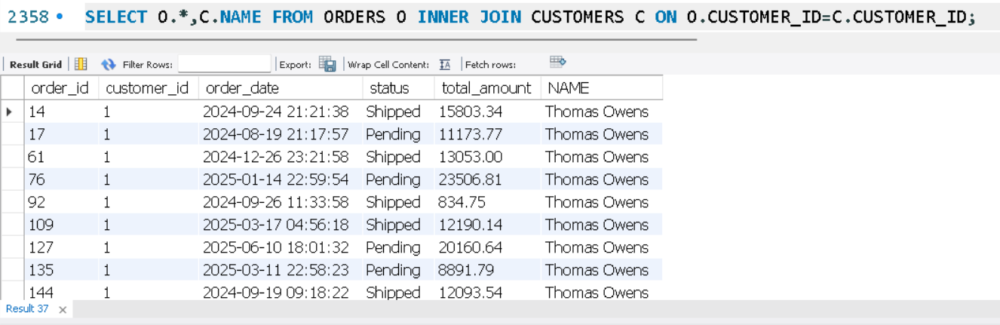 2358 SELECT O.*,C.NAME FROM ORDERS O INNER JOIN CUSTOMERS C ON O.CUSTOMER_ID=C.CUSTOMER_ID;
Result Grid Filter Rows: Export: Wrap Cell Content: Fetch rows:
order_id customer_id order_date status total_amount NAME
14 1 2024-09-24 21:21:38 Shipped 15803.34 Thomas Owens
17 1 2024-08-19 21:17:57 Pending 11173.77 Thomas Owens
61 1 2024-12-26 23:21:58 Shipped 13053.00 Thomas Owens
76 1 2025-01-14 22:59:54 Pending 23506.81 Thomas Owens
92 1 2024-09-26 11:33:58 Shipped 834.75 Thomas Owens
109 1 2025-03-17 04:56:18 Shipped 12190.14 Thomas Owens
127 1 2025-06-10 18:01:32 Pending 20160.64 Thomas Owens
135 1 2025-03-11 22:58:23 Pending 8891.79 Thomas Owens
144 1 2024-09-19 09:18:22 Shipped 12093.54 Thomas Owens
Result 37